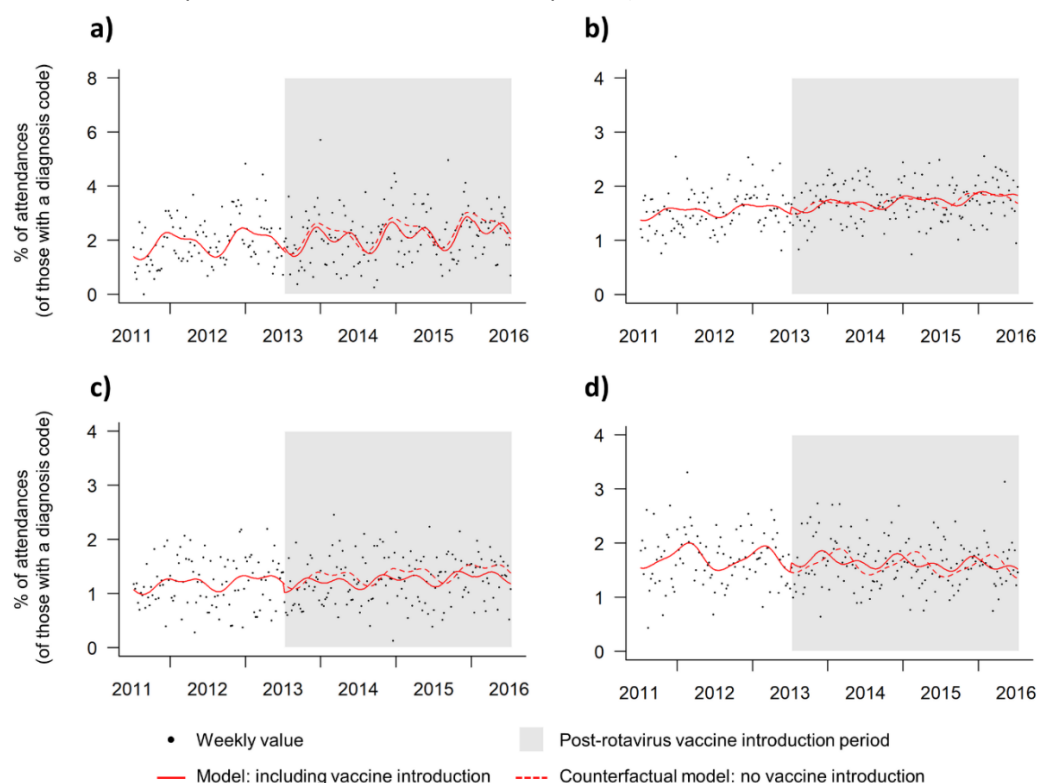 a)
b)
% of attendances
(of those with a diagnosis code)
8
6
4
2
0
2011 2012 2013 2014 2015 2016
4
3
2
1
0
2011 2012 2013 2014 2015 2016
c)
d)
% of attendances
(of those with a diagnosis code)
4
3
2
1
0
2011 2012 2013 2014 2015 2016
4
3
2
1
0
2011 2012 2013 2014 2015 2016
Weekly value
Post-rotavirus vaccine introduction period
Model: including vaccine introduction
Counterfactual model: no vaccine introduction